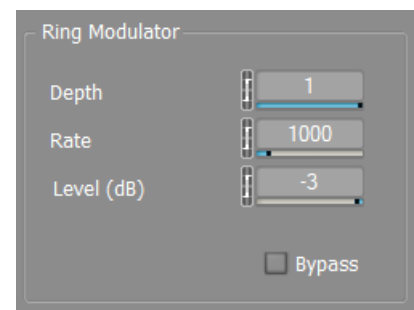 Ring Modulator
Depth 1
Rate 1000
Level (dB) -3
Bypass